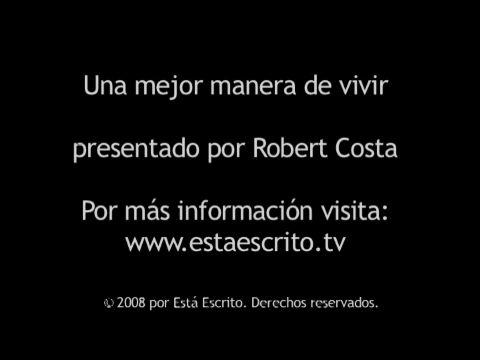 Una mejor manera de vivir
presentado por Robert Costa
Por más información visita:
www.estaescrito.tv
© 2008 por Está Escrito. Derechos reservados.